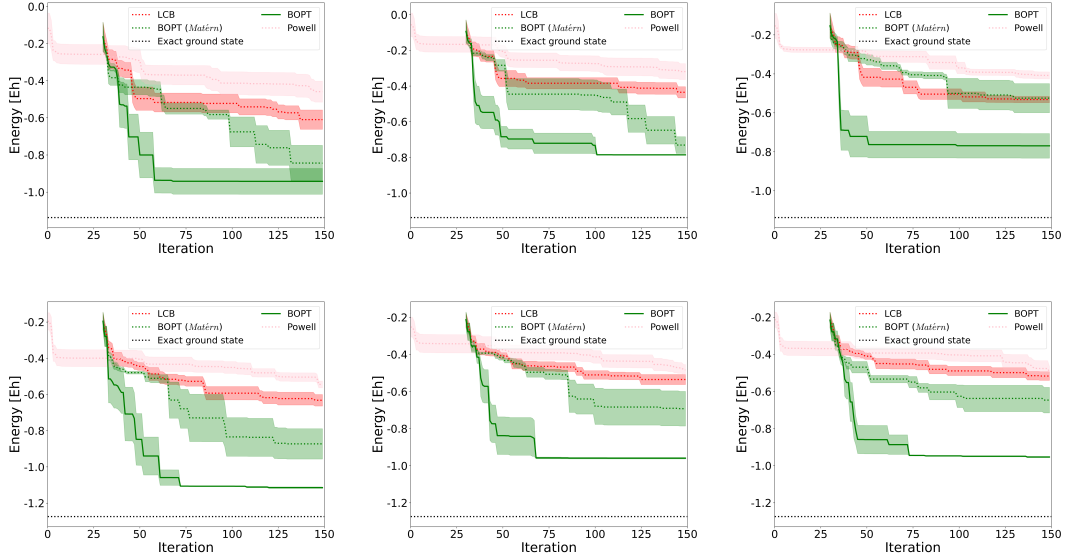 0.0
-0.2
-0.4
-0.6
-0.8
-1.0
Energy [Eh]
LCB
BOPT (Matérn)
Exact ground state
BOPT
Powell
0 25 50 75 100 125 150
Iteration
0.0
-0.2
-0.4
-0.6
-0.8
-1.0
Energy [Eh]
LCB
BOPT (Matérn)
Exact ground state
BOPT
Powell
0 25 50 75 100 125 150
Iteration
-0.2
-0.4
-0.6
-0.8
-1.0
Energy [Eh]
LCB
BOPT (Matérn)
Exact ground state
BOPT
Powell
0 25 50 75 100 125 150
Iteration
-0.2
-0.4
-0.6
-0.8
-1.0
-1.2
Energy [Eh]
LCB
BOPT (Matérn)
Exact ground state
BOPT
Powell
0 25 50 75 100 125 150
Iteration
-0.2
-0.4
-0.6
-0.8
-1.0
-1.2
Energy [Eh]
LCB
BOPT (Matérn)
Exact ground state
BOPT
Powell
0 25 50 75 100 125 150
Iteration
-0.2
-0.4
-0.6
-0.8
-1.0
-1.2
Energy [Eh]
LCB
BOPT (Matérn)
Exact ground state
BOPT
Powell
0 25 50 75 100 125 150
Iteration